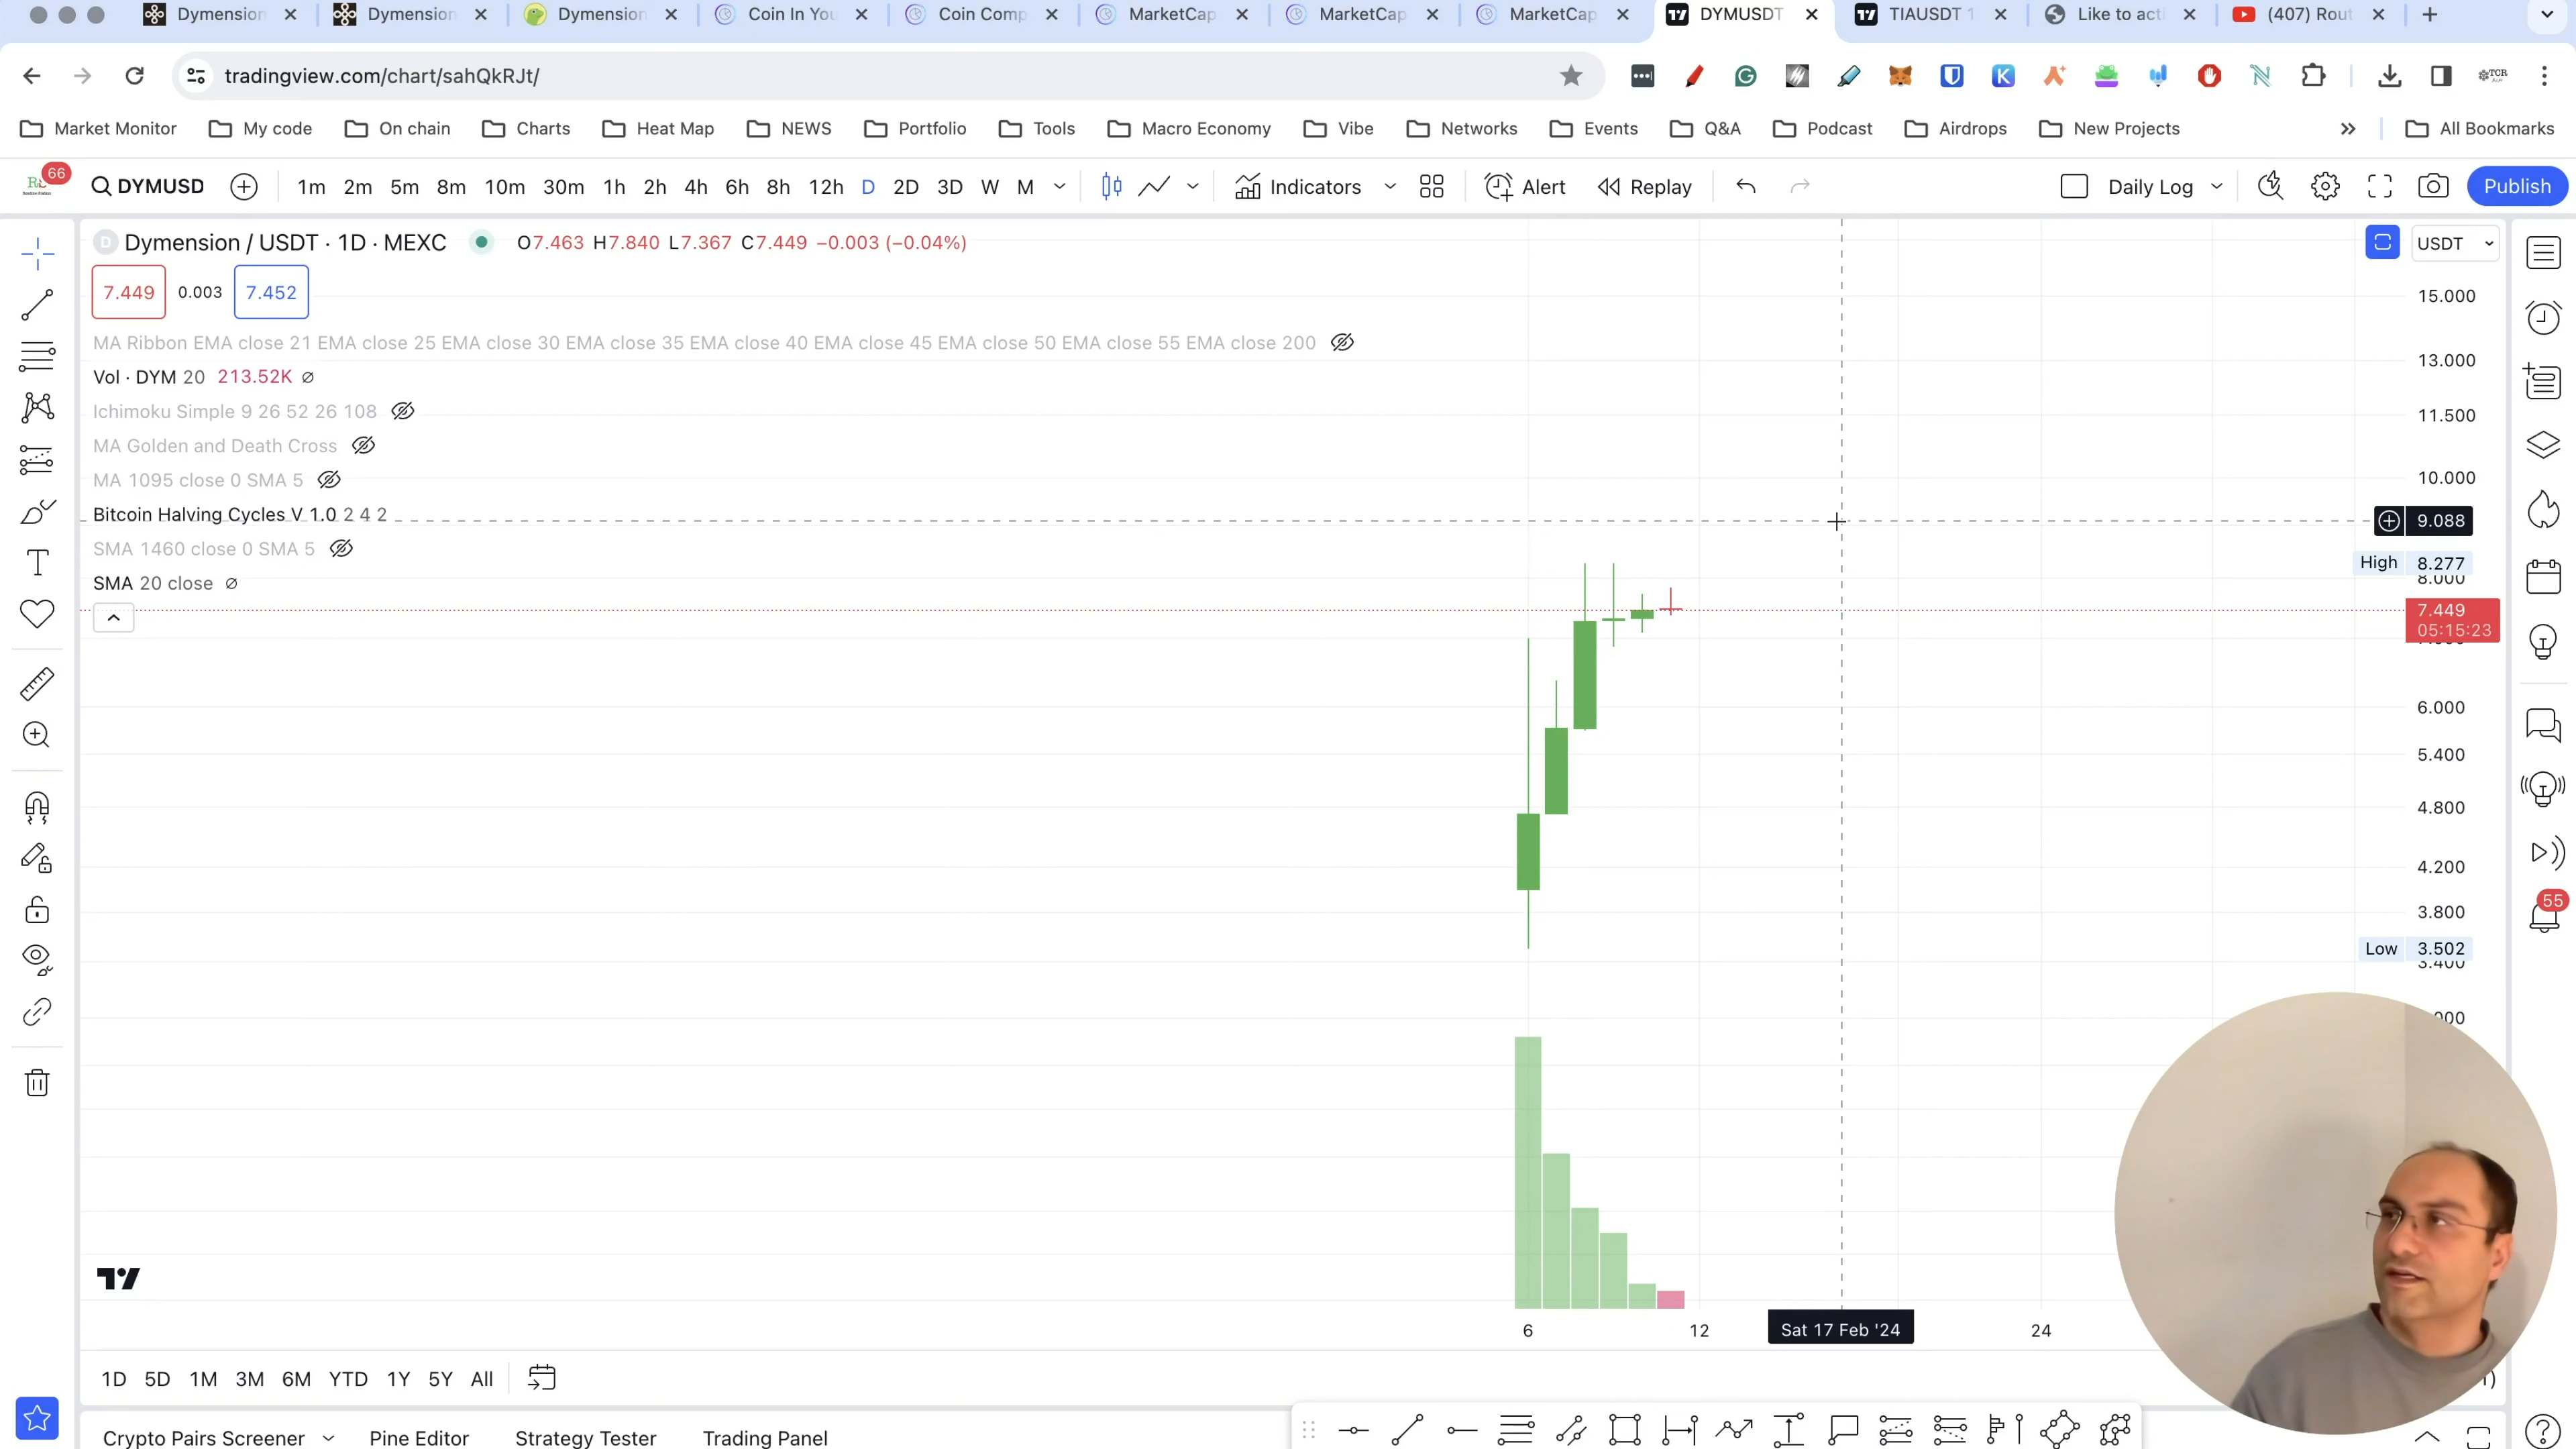 Dymension Dymension Dymension Coin In You Coin Comp MarketCap MarketCap MarketCap DYMUSDT TIAUSDT 1 Like to acti (407) Rout
tradingview.com/chart/sahQkRJt/
Market Monitor My code On chain Charts Heat Map NEWS Portfolio Tools Macro Economy Vibe Networks Events Q&A Podcast Airdrops New Projects » All Bookmarks
66 DYMUSD 1m 2m 5m 8m 10m 30m 1h 2h 4h 6h 8h 12h D 2D 3D W M Indicators Alert Replay Daily Log Publish
D Dymension / USDT · 1D · MEXC O7.463 H7.840 L7.367 C7.449 −0.003 (−0.04%) USDT
7.449 0.003 7.452
15.000
MA Ribbon EMA close 21 EMA close 25 EMA close 30 EMA close 35 EMA close 40 EMA close 45 EMA close 50 EMA close 55 EMA close 200
13.000
Vol · DYM 20 213.52K ∅
Ichimoku Simple 9 26 52 26 108
11.500
MA Golden and Death Cross
MA 1095 close 0 SMA 5
10.000
Bitcoin Halving Cycles V 1.0 2 4 2
9.088
SMA 1460 close 0 SMA 5
High 8.277
8.000
SMA 20 close ∅
7.449
05:15:23
6.000
5.400
4.800
4.200
3.800
55
Low 3.502
3.400
6 12 Sat 17 Feb '24 24
1D 5D 1M 3M 6M YTD 1Y 5Y All
Crypto Pairs Screener Pine Editor Strategy Tester Trading Panel